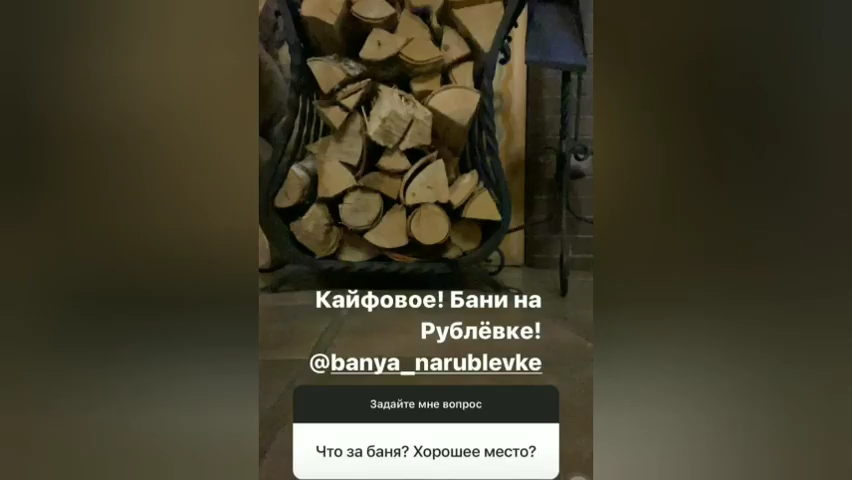 Кайфовое! Бани на
Рублёвке!
@banya_narublevke
Задайте мне вопрос
Что за баня? Хорошее место?